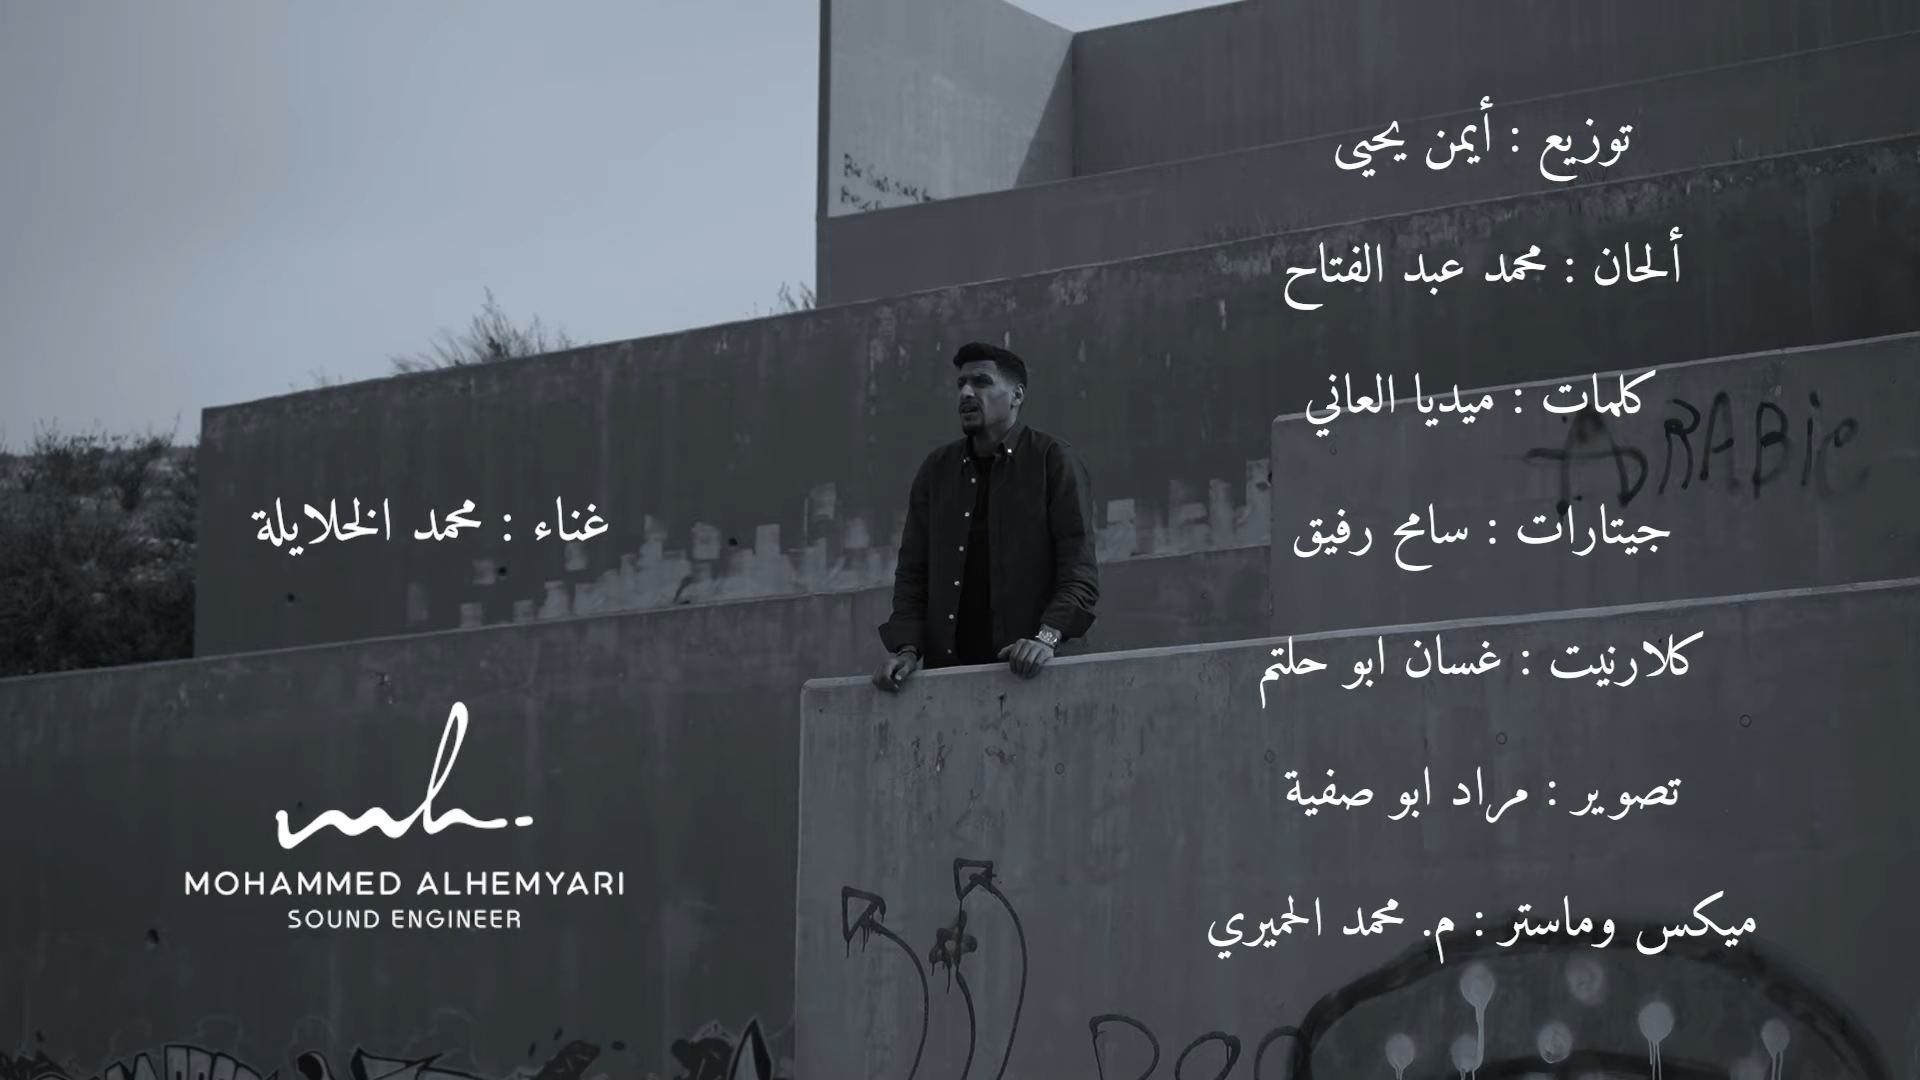 توزيع : أيمن يحيى
ألحان : محمد عبد الفتاح
كلمات : ميديا العاني
جيتارات : سامح رفيق
كلارنيت : غسان ابو حلتم
تصوير : مراد ابو صفية
ميكس وماستر : م. محمد الحميري
غناء : محمد الخلايلة
mh.
MOHAMMED ALHEMYARI
SOUND ENGINEER
ARABic